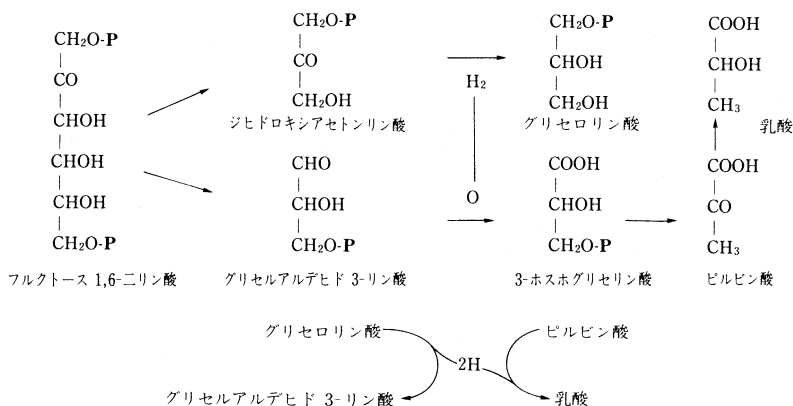 CH2O-P
CO
CHOH
CHOH
CHOH
CH2O-P
フルクトース 1,6-二リン酸
CH2O-P
CO
CH2OH
ジヒドロキシアセトンリン酸
CHO
CHOH
CH2O-P
グリセルアルデヒド 3-リン酸
H2
O
CH2O-P
CHOH
CH2OH
グリセロリン酸
COOH
CHOH
CH2O-P
3-ホスホグリセリン酸
COOH
CHOH
CH3
乳酸
COOH
CO
CH3
ピルビン酸
グリセロリン酸
ピルビン酸
2H
グリセルアルデヒド 3-リン酸
乳酸